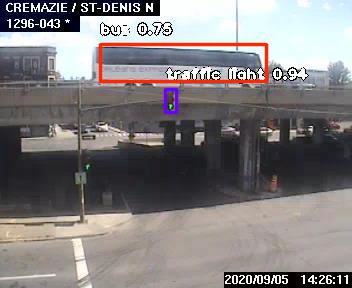 CREMAZIE / ST-DENIS N
1296-043 *
bus 0.75
traffic light 0.94
2020/09/05 14:26:11